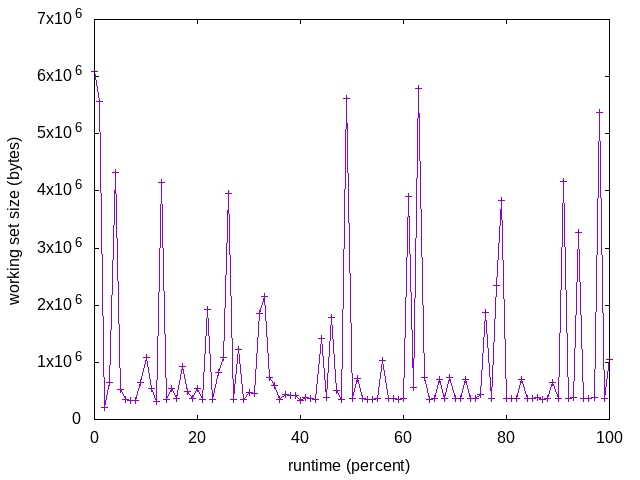 7x10^6
6x10^6
5x10^6
4x10^6
3x10^6
2x10^6
1x10^6
0
0 20 40 60 80 100
working set size (bytes)
runtime (percent)